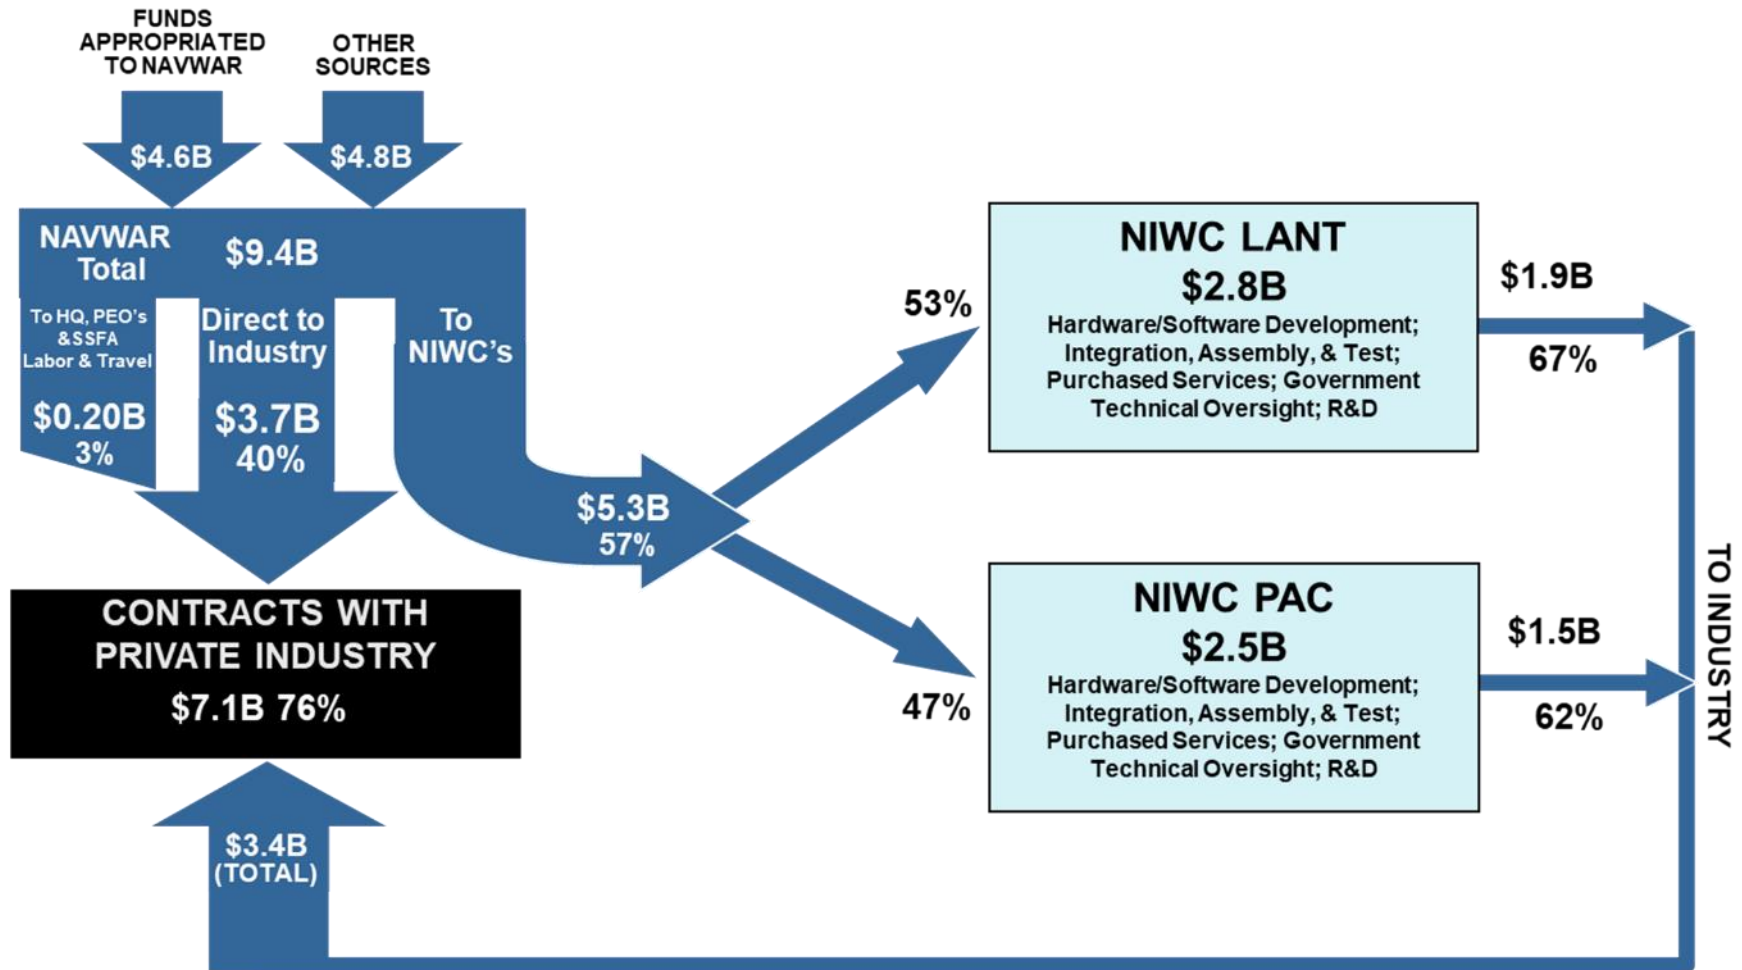 FUNDS
APPROPRIATED
TO NAVWAR
OTHER
SOURCES
$4.6B
$4.8B
NAVWAR
Total
$9.4B
To HQ, PEO's
&SSFA
Labor & Travel
$0.20B
3%
Direct to
Industry
$3.7B
40%
To
NIWC's
$5.3B
57%
CONTRACTS WITH
PRIVATE INDUSTRY
$7.1B 76%
$3.4B
(TOTAL)
53%
47%
NIWC LANT
$2.8B
Hardware/Software Development;
Integration, Assembly, & Test;
Purchased Services; Government
Technical Oversight; R&D
$1.9B
67%
NIWC PAC
$2.5B
Hardware/Software Development;
Integration, Assembly, & Test;
Purchased Services; Government
Technical Oversight; R&D
$1.5B
62%
TO INDUSTRY